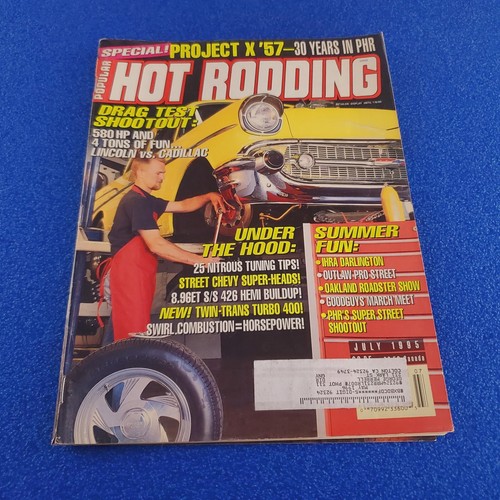 SPECIAL! PROJECT X '57–30 YEARS IN PHR
POPULAR
HOT RODDING
DRAG TEST
SHOOTOUT:
580 HP AND
4 TONS OF FUN...
LINCOLN VS. CADILLAC
UNDER
THE HOOD:
25 NITROUS TUNING TIPS!
STREET CHEVY SUPER-HEADS!
8.96ET S/S 426 HEMI BUILDUP!
NEW! TWIN-TRANS TURBO 400!
SWIRL COMBUSTION=HORSEPOWER!
SUMMER
FUN:
•IHRA DARLINGTON
•OUTLAW PRO-STREET
•OAKLAND ROADSTER SHOW
•GOODGUYS MARCH MEET
•PHR'S SUPER STREET
SHOOTOUT
JULY 1995
07